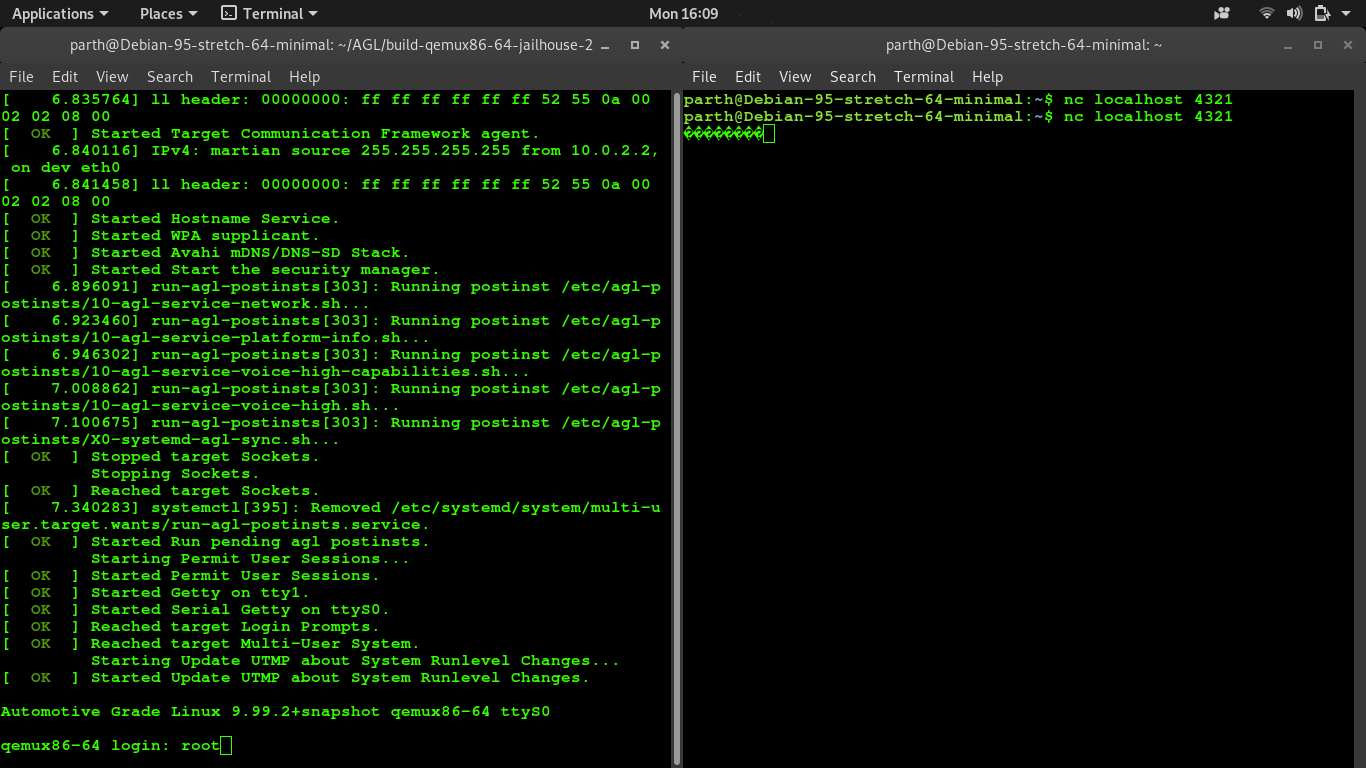 Applications Places Terminal Mon 16:09
parth@Debian-95-stretch-64-minimal: ~/AGL/build-qemux86-64-jailhouse-2
File Edit View Search Terminal Help
[    6.835764] ll header: 00000000: ff ff ff ff ff ff 52 55 0a 00
02 02 08 00
[  OK  ] Started Target Communication Framework agent.
[    6.840116] IPv4: martian source 255.255.255.255 from 10.0.2.2,
 on dev eth0
[    6.841458] ll header: 00000000: ff ff ff ff ff ff 52 55 0a 00
02 02 08 00
[  OK  ] Started Hostname Service.
[  OK  ] Started WPA supplicant.
[  OK  ] Started Avahi mDNS/DNS-SD Stack.
[  OK  ] Started Start the security manager.
[    6.896091] run-agl-postinsts[303]: Running postinst /etc/agl-p
ostinsts/10-agl-service-network.sh...
[    6.923460] run-agl-postinsts[303]: Running postinst /etc/agl-p
ostinsts/10-agl-service-platform-info.sh...
[    6.946302] run-agl-postinsts[303]: Running postinst /etc/agl-p
ostinsts/10-agl-service-voice-high-capabilities.sh...
[    7.008862] run-agl-postinsts[303]: Running postinst /etc/agl-p
ostinsts/10-agl-service-voice-high.sh...
[    7.100675] run-agl-postinsts[303]: Running postinst /etc/agl-p
ostinsts/X0-systemd-agl-sync.sh...
[  OK  ] Stopped target Sockets.
         Stopping Sockets.
[  OK  ] Reached target Sockets.
[    7.340283] systemctl[395]: Removed /etc/systemd/system/multi-u
ser.target.wants/run-agl-postinsts.service.
[  OK  ] Started Run pending agl postinsts.
         Starting Permit User Sessions...
[  OK  ] Started Permit User Sessions.
[  OK  ] Started Getty on tty1.
[  OK  ] Started Serial Getty on ttyS0.
[  OK  ] Reached target Login Prompts.
[  OK  ] Reached target Multi-User System.
         Starting Update UTMP about System Runlevel Changes...
[  OK  ] Started Update UTMP about System Runlevel Changes.
Automotive Grade Linux 9.99.2+snapshot qemux86-64 ttyS0
qemux86-64 login: root
parth@Debian-95-stretch-64-minimal: ~
File Edit View Search Terminal Help
parth@Debian-95-stretch-64-minimal:~$ nc localhost 4321
parth@Debian-95-stretch-64-minimal:~$ nc localhost 4321
��������